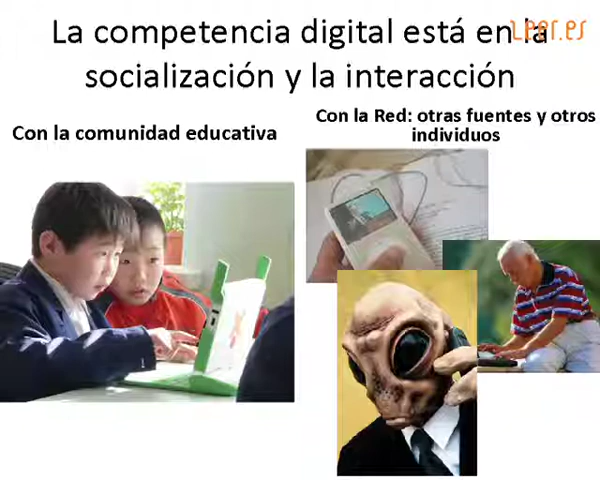 La competencia digital está en la
socialización y la interacción
Leer.es
Con la comunidad educativa
Con la Red: otras fuentes y otros
individuos